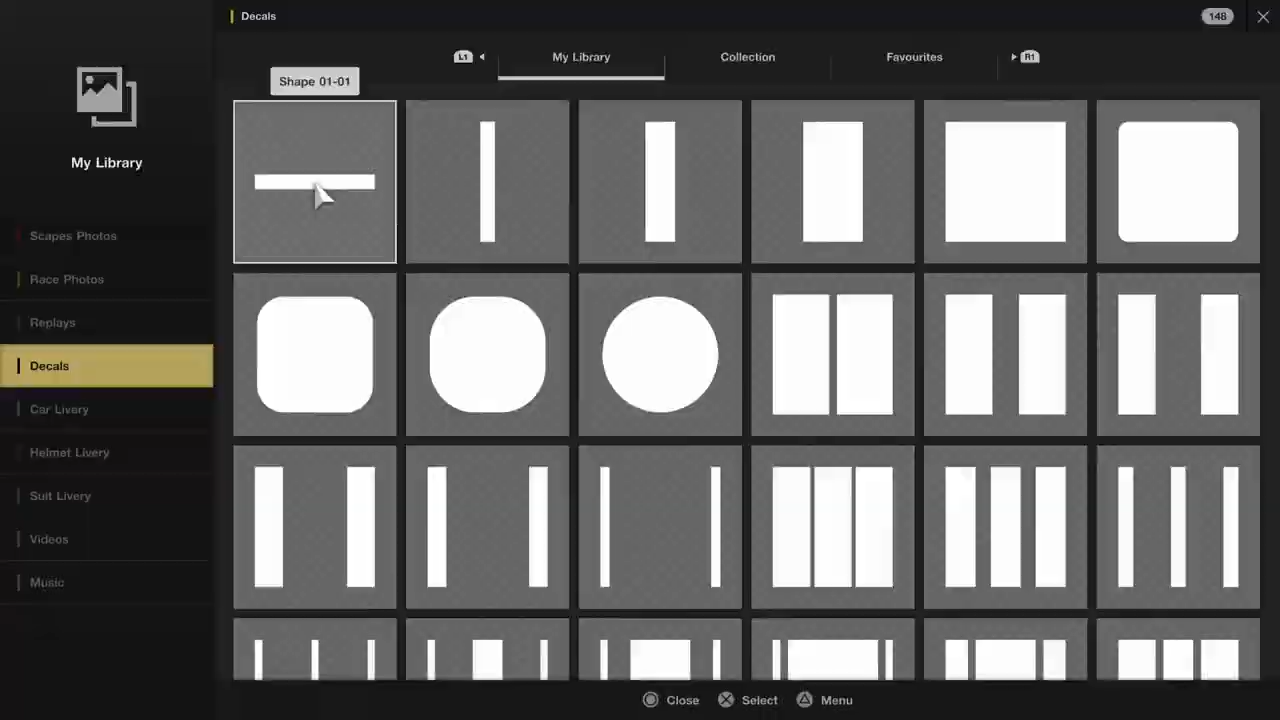 Decals
148
L1
My Library
Collection
Favourites
R1
Shape 01-01
My Library
Scapes Photos
Race Photos
Replays
Decals
Car Livery
Helmet Livery
Suit Livery
Videos
Music
Close
Select
Menu